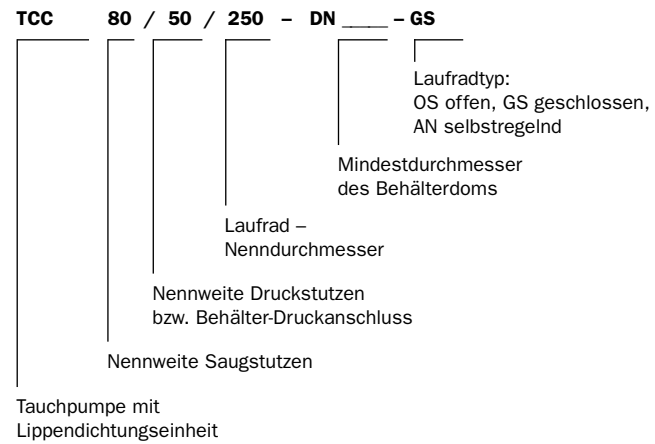 TCC 80 / 50 / 250 – DN ____ – GS
Laufradtyp:
OS offen, GS geschlossen,
AN selbstregelnd
Mindestdurchmesser
des Behälterdoms
Laufrad –
Nenndurchmesser
Nennweite Druckstutzen
bzw. Behälter-Druckanschluss
Nennweite Saugstutzen
Tauchpumpe mit
Lippendichtungseinheit